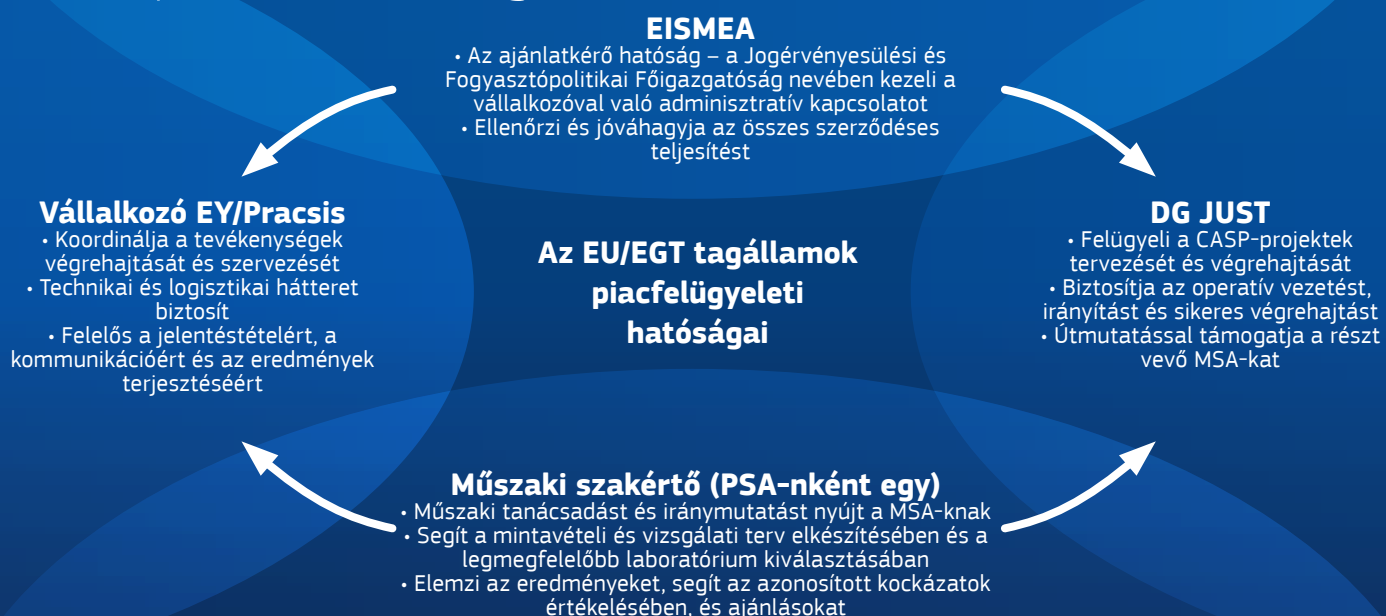 EISMEA
• Az ajánlatkérő hatóság – a Jogérvényesülési és
Fogyasztópolitikai Főigazgatóság nevében kezeli a
vállalkozóval való adminisztratív kapcsolatot
• Ellenőrzi és jóváhagyja az összes szerződéses
teljesítést
Vállalkozó EY/Pracsis
• Koordinálja a tevékenységek
végrehajtását és szervezését
• Technikai és logisztikai hátteret
biztosít
• Felelős a jelentéstételért, a
kommunikációért és az eredmények
terjesztéséért
Az EU/EGT tagállamok
piacfelügyeleti
hatóságai
DG JUST
• Felügyeli a CASP-projektek
tervezését és végrehajtását
• Biztosítja az operatív vezetést,
irányítást és sikeres végrehajtást
• Útmutatással támogatja a részt
vevő MSA-kat
Műszaki szakértő (PSA-nként egy)
• Műszaki tanácsadást és iránymutatást nyújt a MSA-knak
• Segít a mintavételi és vizsgálati terv elkészítésében és a
legmegfelelőbb laboratórium kiválasztásában
• Elemzi az eredményeket, segít az azonosított kockázatok
értékelésében, és ajánlásokat